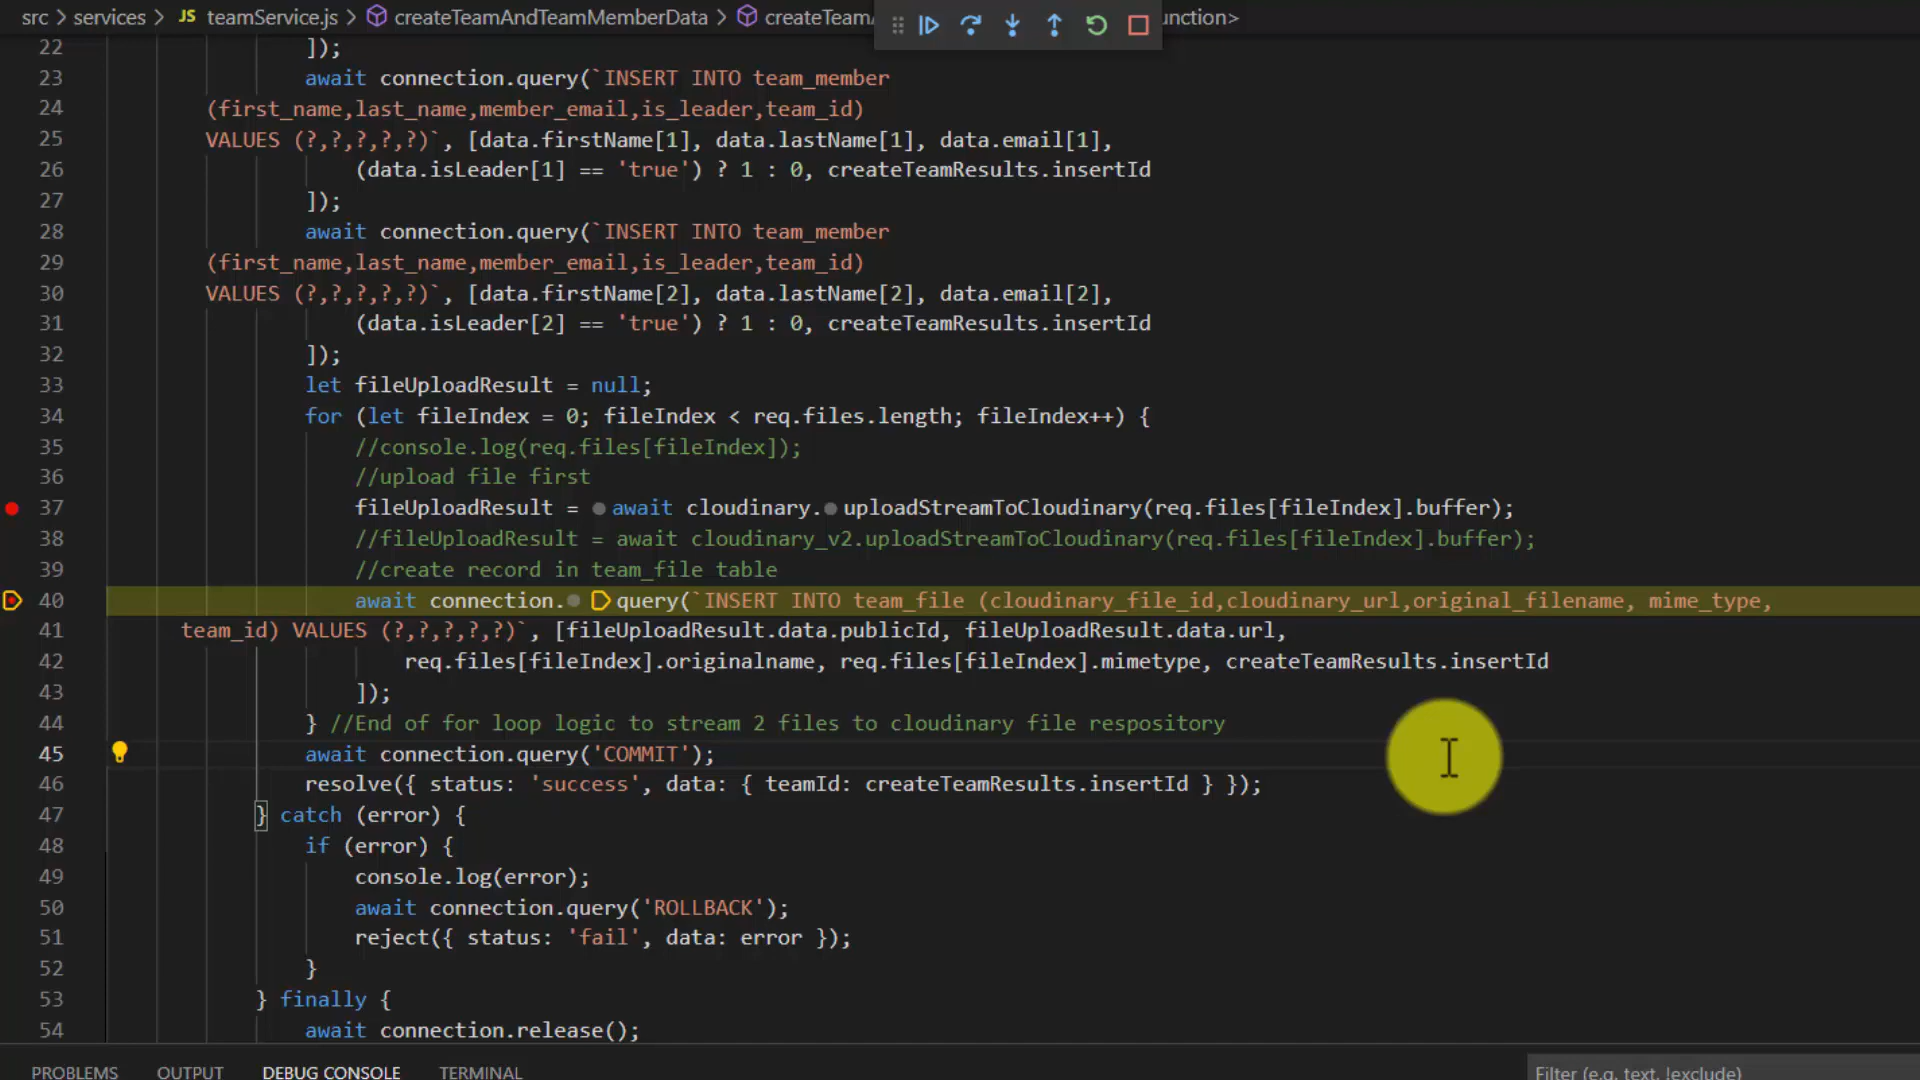 src > services > JS teamService.js > createTeamAndTeamMemberData > createTeamA unction>
22 ]);
23 await connection.query(`INSERT INTO team_member
24 (first_name,last_name,member_email,is_leader,team_id)
25 VALUES (?,?,?,?,?)`, [data.firstName[1], data.lastName[1], data.email[1],
26 (data.isLeader[1] == 'true') ? 1 : 0, createTeamResults.insertId
27 ]);
28 await connection.query(`INSERT INTO team_member
29 (first_name,last_name,member_email,is_leader,team_id)
30 VALUES (?,?,?,?,?)`, [data.firstName[2], data.lastName[2], data.email[2],
31 (data.isLeader[2] == 'true') ? 1 : 0, createTeamResults.insertId
32 ]);
33 let fileUploadResult = null;
34 for (let fileIndex = 0; fileIndex < req.files.length; fileIndex++) {
35 //console.log(req.files[fileIndex]);
36 //upload file first
37 fileUploadResult = await cloudinary.uploadStreamToCloudinary(req.files[fileIndex].buffer);
38 //fileUploadResult = await cloudinary_v2.uploadStreamToCloudinary(req.files[fileIndex].buffer);
39 //create record in team_file table
40 await connection.query(`INSERT INTO team_file (cloudinary_file_id,cloudinary_url,original_filename, mime_type,
41 team_id) VALUES (?,?,?,?,?)`, [fileUploadResult.data.publicId, fileUploadResult.data.url,
42 req.files[fileIndex].originalname, req.files[fileIndex].mimetype, createTeamResults.insertId
43 ]);
44 } //End of for loop logic to stream 2 files to cloudinary file respository
45 await connection.query('COMMIT');
46 resolve({ status: 'success', data: { teamId: createTeamResults.insertId } });
47 } catch (error) {
48 if (error) {
49 console.log(error);
50 await connection.query('ROLLBACK');
51 reject({ status: 'fail', data: error });
52 }
53 } finally {
54 await connection.release();
PROBLEMS OUTPUT DEBUG CONSOLE TERMINAL Filter (e.g. text, !exclude)